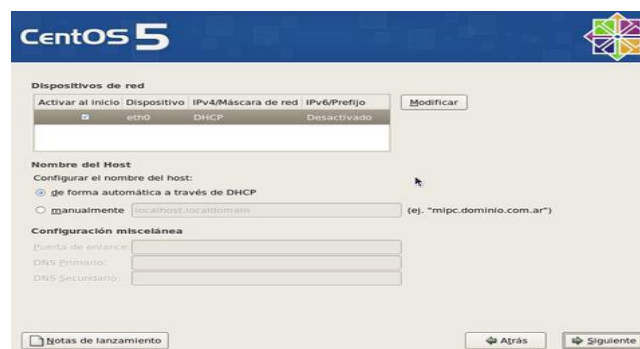 CentOS 5
Dispositivos de red
Activar al inicio Dispositivo IPv4/Máscara de red IPv6/Prefijo
eth0 DHCP Desactivado
Modificar
Nombre del Host
Configurar el nombre del host:
de forma automática a través de DHCP
manualmente localhost.localdomain (ej. "mipc.dominio.com.ar")
Configuración miscelánea
Puerta de enlance:
DNS Primario:
DNS Secundario:
Notas de lanzamiento Atrás Siguiente